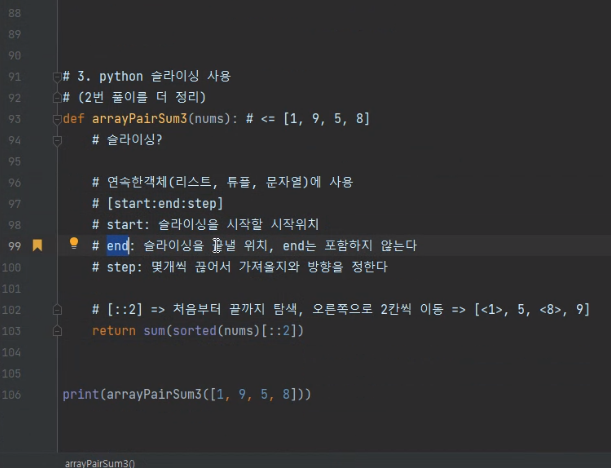 88
89
90
91 # 3. python 슬라이싱 사용
92 # (2번 풀이를 더 정리)
93 def arrayPairSum3(nums): # <= [1, 9, 5, 8]
94 # 슬라이싱?
95
96 # 연속한객체(리스트, 튜플, 문자열)에 사용
97 # [start:end:step]
98 # start: 슬라이싱을 시작할 시작위치
99 # end: 슬라이싱을 끝낼 위치, end는 포함하지 않는다
100 # step: 몇개씩 끊어서 가져올지와 방향을 정한다
101
102 # [::2] => 처음부터 끝까지 탐색, 오른쪽으로 2칸씩 이동 => [<1>, 5, <8>, 9]
103 return sum(sorted(nums)[::2])
104
105
106 print(arrayPairSum3([1, 9, 5, 8]))
arrayPairSum3()